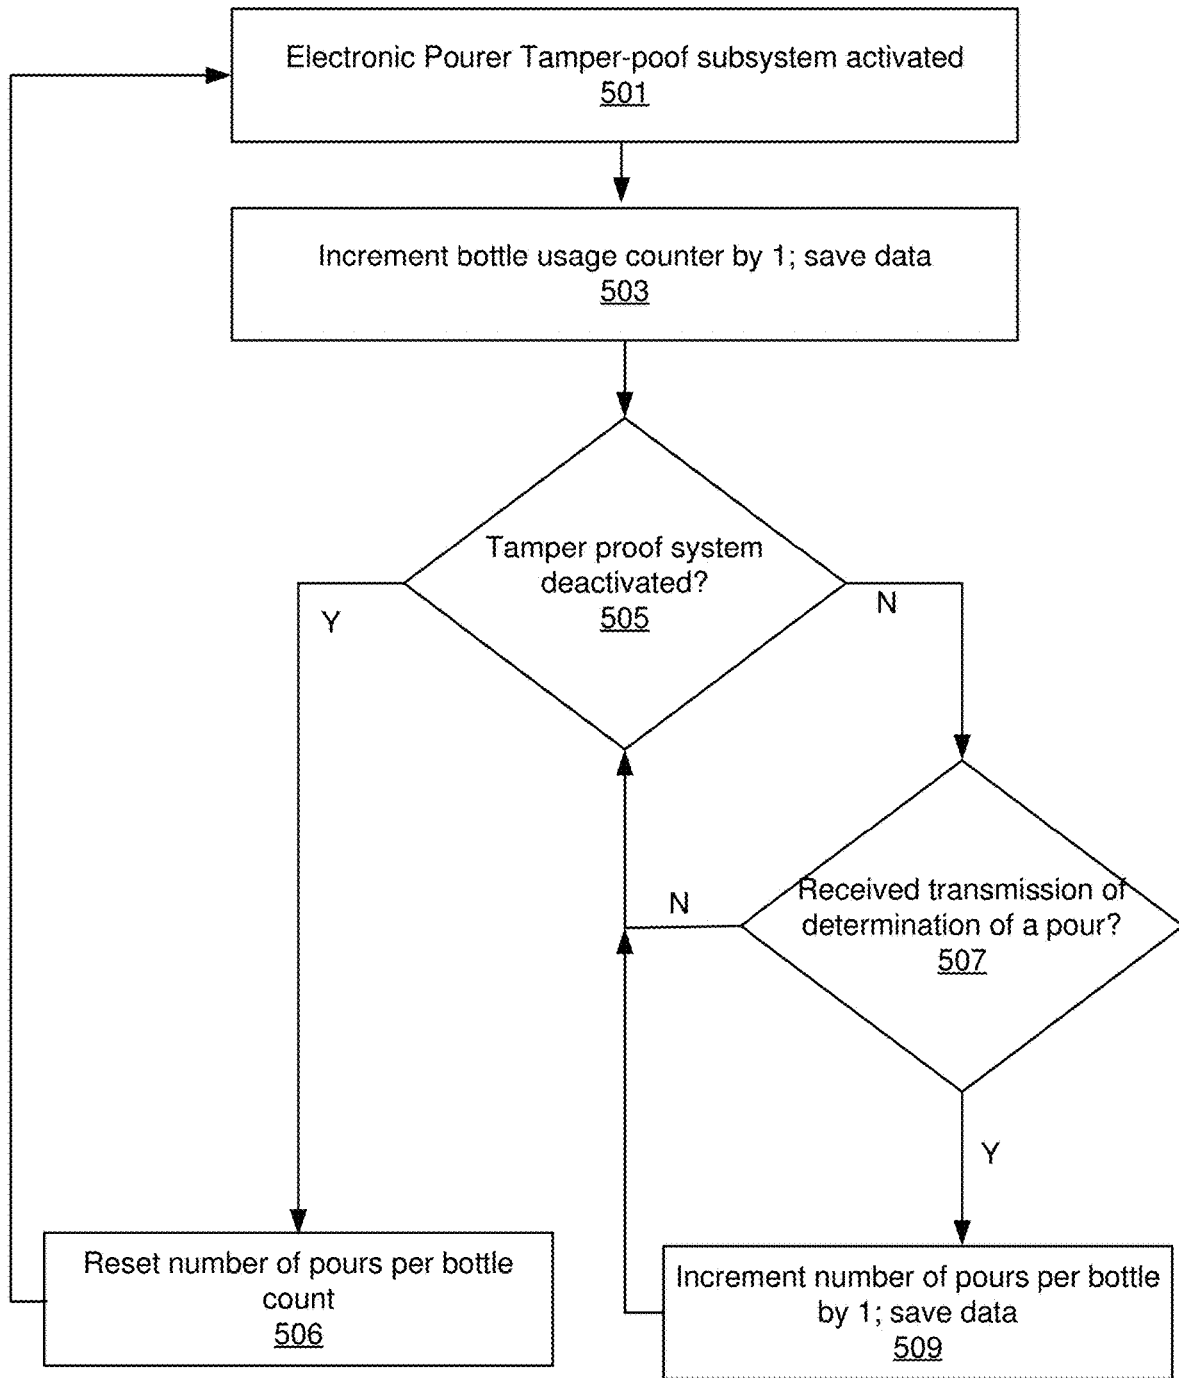 Electronic Pourer Tamper-poof subsystem activated
501
Increment bottle usage counter by 1; save data
503
Tamper proof system
deactivated?
505
Y
N
Received transmission of
determination of a pour?
507
N
Y
Reset number of pours per bottle
count
506
Increment number of pours per bottle
by 1; save data
509